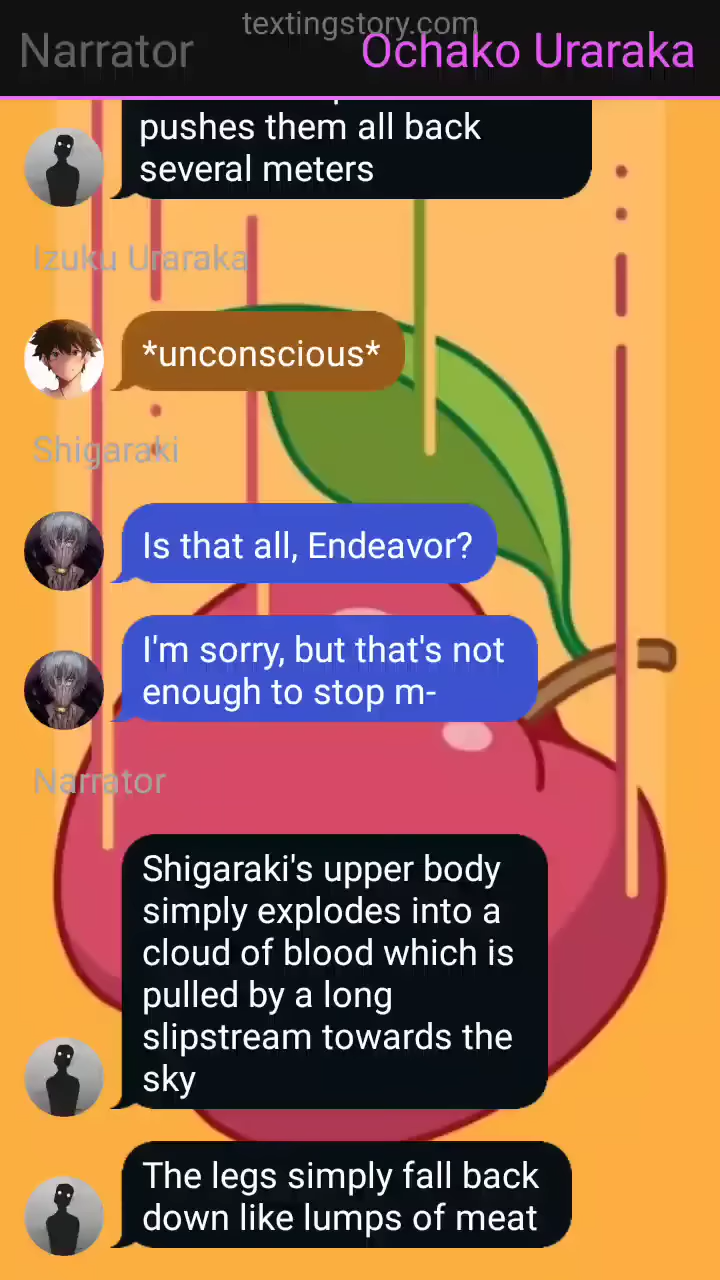 textingstory.com
Narrator
Ochako Uraraka
pushes them all back
several meters
Izuku Uraraka
*unconscious*
Shigaraki
Is that all, Endeavor?
I'm sorry, but that's not
enough to stop m-
Narrator
Shigaraki's upper body
simply explodes into a
cloud of blood which is
pulled by a long
slipstream towards the
sky
The legs simply fall back
down like lumps of meat